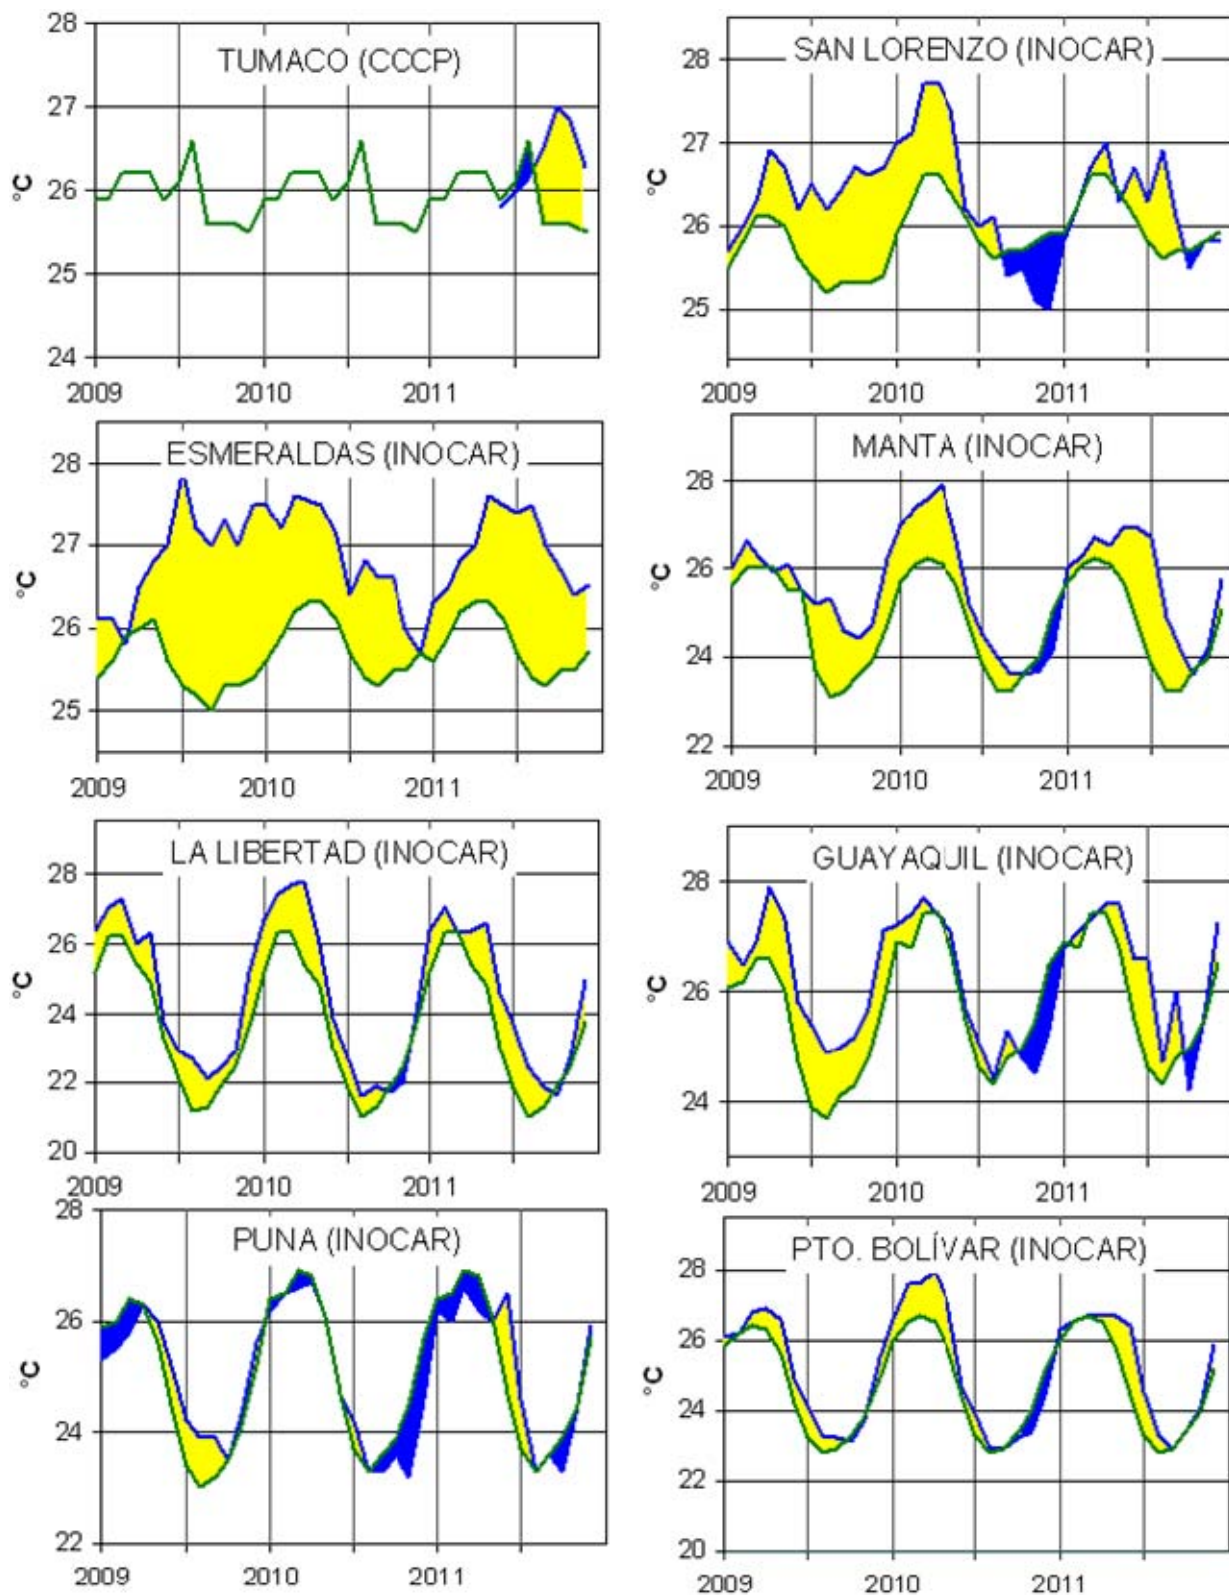 TUMACO (CCCP)
°C
28
27
26
25
24
2009 2010 2011
SAN LORENZO (INOCAR)
°C
28
27
26
25
2009 2010 2011
ESMERALDAS (INOCAR)
°C
28
27
26
25
2009 2010 2011
MANTA (INOCAR)
°C
28
26
24
22
2009 2010 2011
LA LIBERTAD (INOCAR)
°C
28
26
24
22
20
2009 2010 2011
GUAYAQUIL (INOCAR)
°C
28
26
24
2009 2010 2011
PUNA (INOCAR)
°C
28
26
24
22
2009 2010 2011
PTO. BOLÍVAR (INOCAR)
°C
28
26
24
22
20
2009 2010 2011